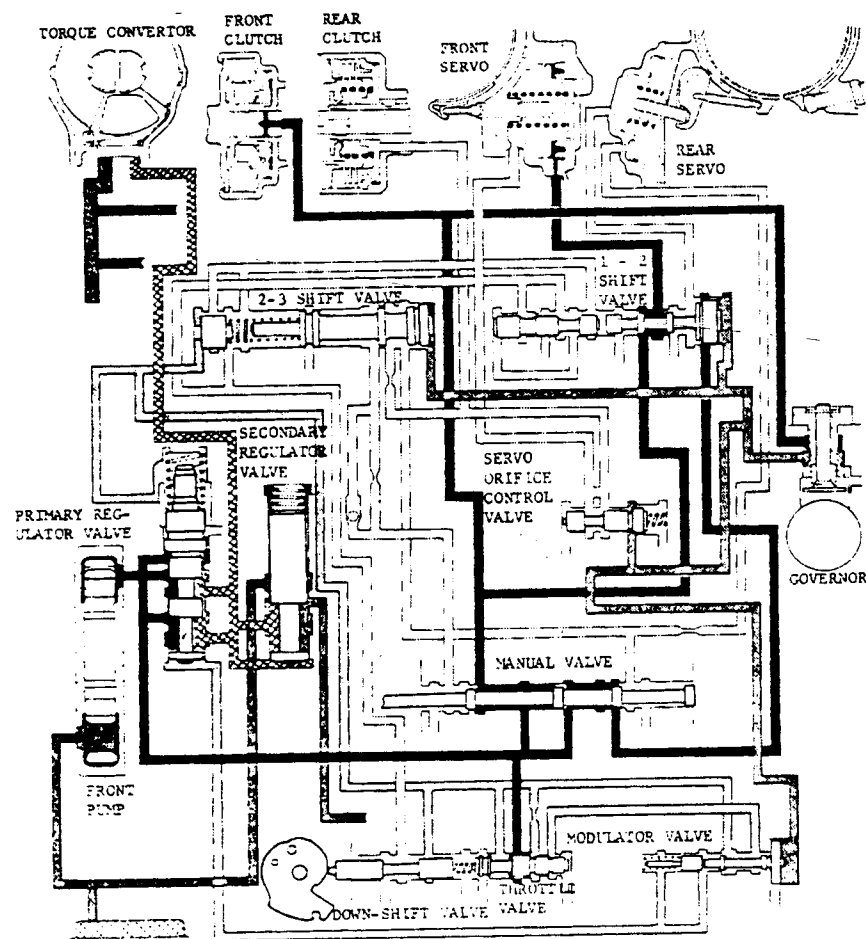 TORQUE CONVERTOR
FRONT
CLUTCH
REAR
CLUTCH
FRONT
SERVO
REAR
SERVO
1 - 2
SHIFT
VALVE
2-3 SHIFT VALVE
SECONDARY
REGULATOR
VALVE
SERVO
ORIFICE
CONTROL
VALVE
PRIMARY REG-
ULATOR VALVE
GOVERNOR
MANUAL VALVE
FRONT
PUMP
MODULATOR VALVE
THROTTLE
VALVE
DOWN-SHIFT VALVE